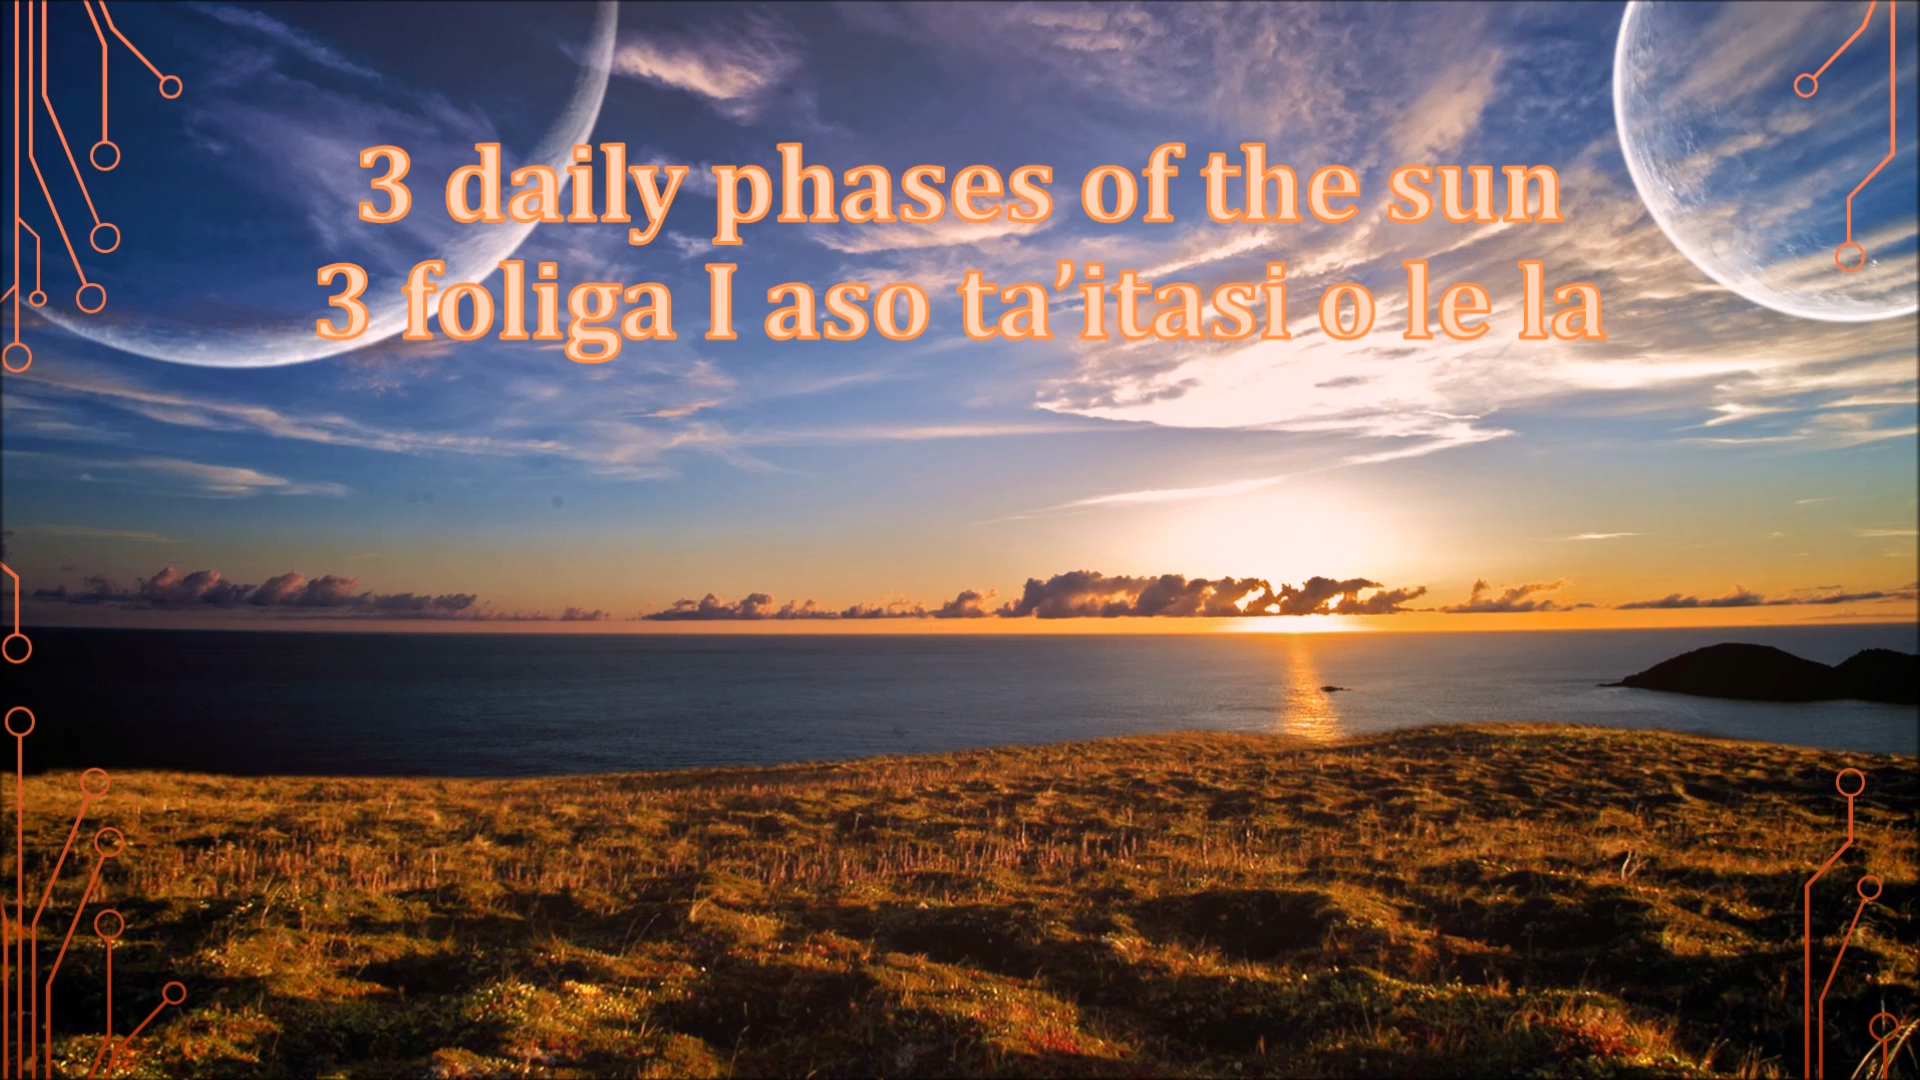 3 daily phases of the sun
3 foliga I aso ta’itasi o le la